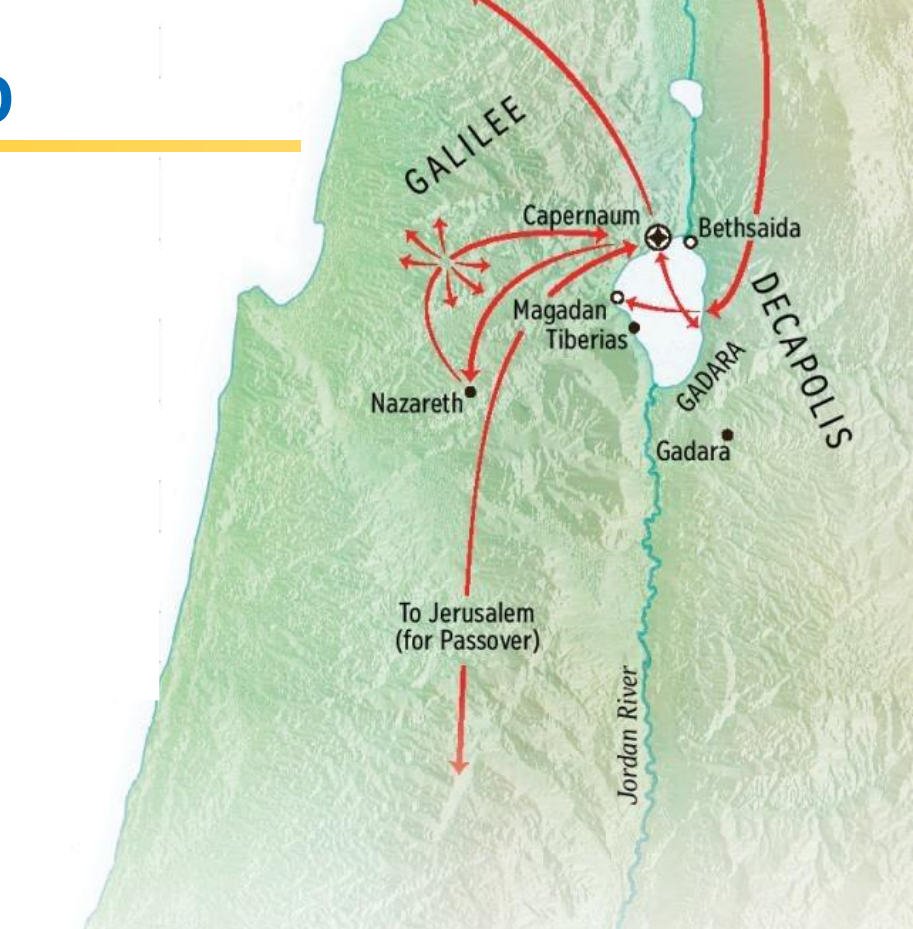 GALILEE
Capernaum
Bethsaida
DECAPOLIS
Magadan
Tiberias
GADARA
Nazareth
Gadara
To Jerusalem
(for Passover)
Jordan River